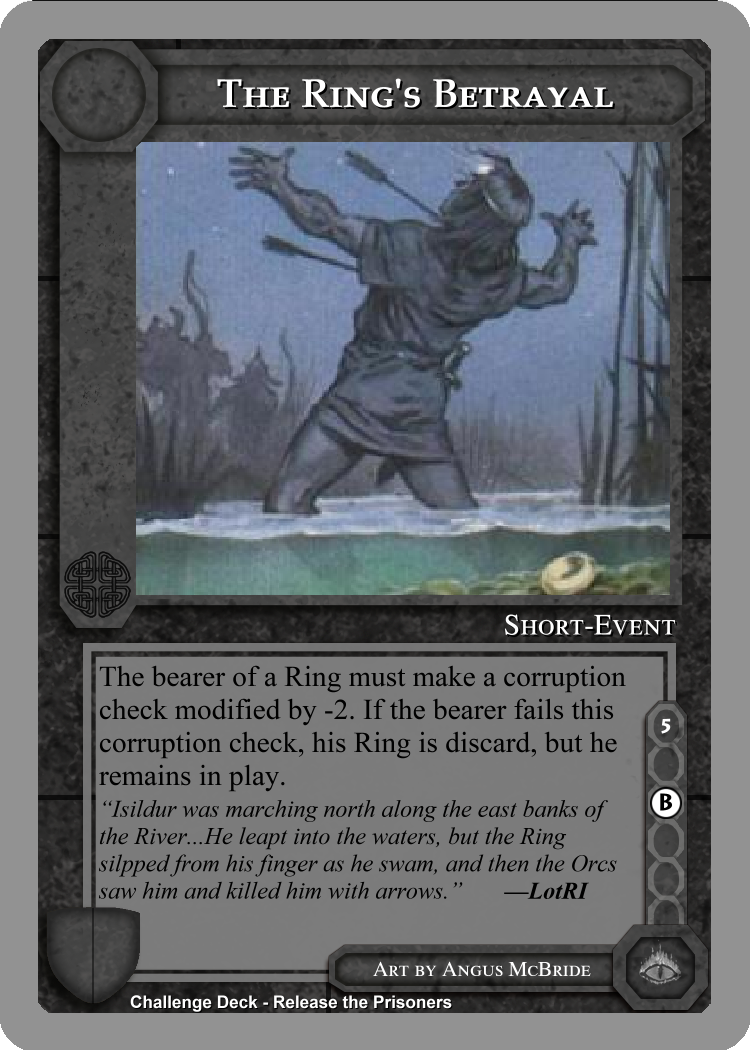 The Ring's Betrayal
Short-Event
The bearer of a Ring must make a corruption
check modified by -2. If the bearer fails this
corruption check, his Ring is discard, but he
remains in play.
“Isildur was marching north along the east banks of
the River...He leapt into the waters, but the Ring
silpped from his finger as he swam, and then the Orcs
saw him and killed him with arrows.” —LotRI
5
B
Art by Angus McBride
Challenge Deck - Release the Prisoners